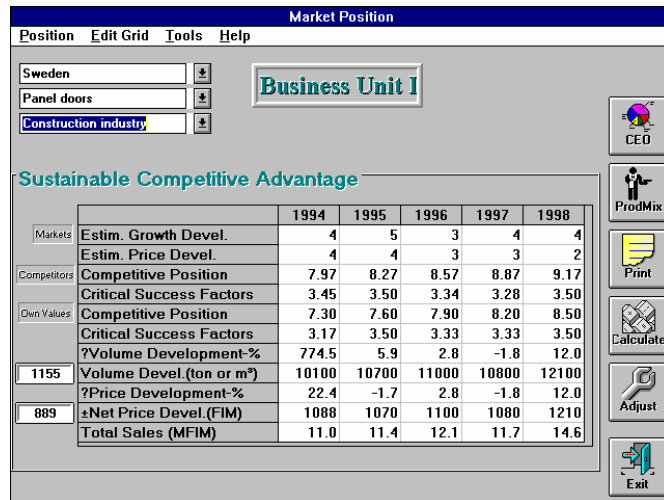 Market Position
Position Edit Grid Tools Help
Sweden
Business Unit I
Panel doors
Construction industry
CEO
Sustainable Competitive Advantage
ProdMix
1994 1995 1996 1997 1998
Markets Estim. Growth Devel. 4 5 3 4 4
Estim. Price Devel. 4 4 3 3 2
Competitors Competitive Position 7.97 8.27 8.57 8.87 9.17
Print
Critical Success Factors 3.45 3.50 3.34 3.28 3.50
Own Values Competitive Position 7.30 7.60 7.90 8.20 8.50
Critical Success Factors 3.17 3.50 3.33 3.33 3.50
Calculate
?Volume Development-% 774.5 5.9 2.8 -1.8 12.0
1155 Volume Devel.(ton or m³) 10100 10700 11000 10800 12100
?Price Development-% 22.4 -1.7 2.8 -1.8 12.0
Adjust
889 ±Net Price Devel.(FIM) 1088 1070 1100 1080 1210
Total Sales (MFIM) 11.0 11.4 12.1 11.7 14.6
Exit